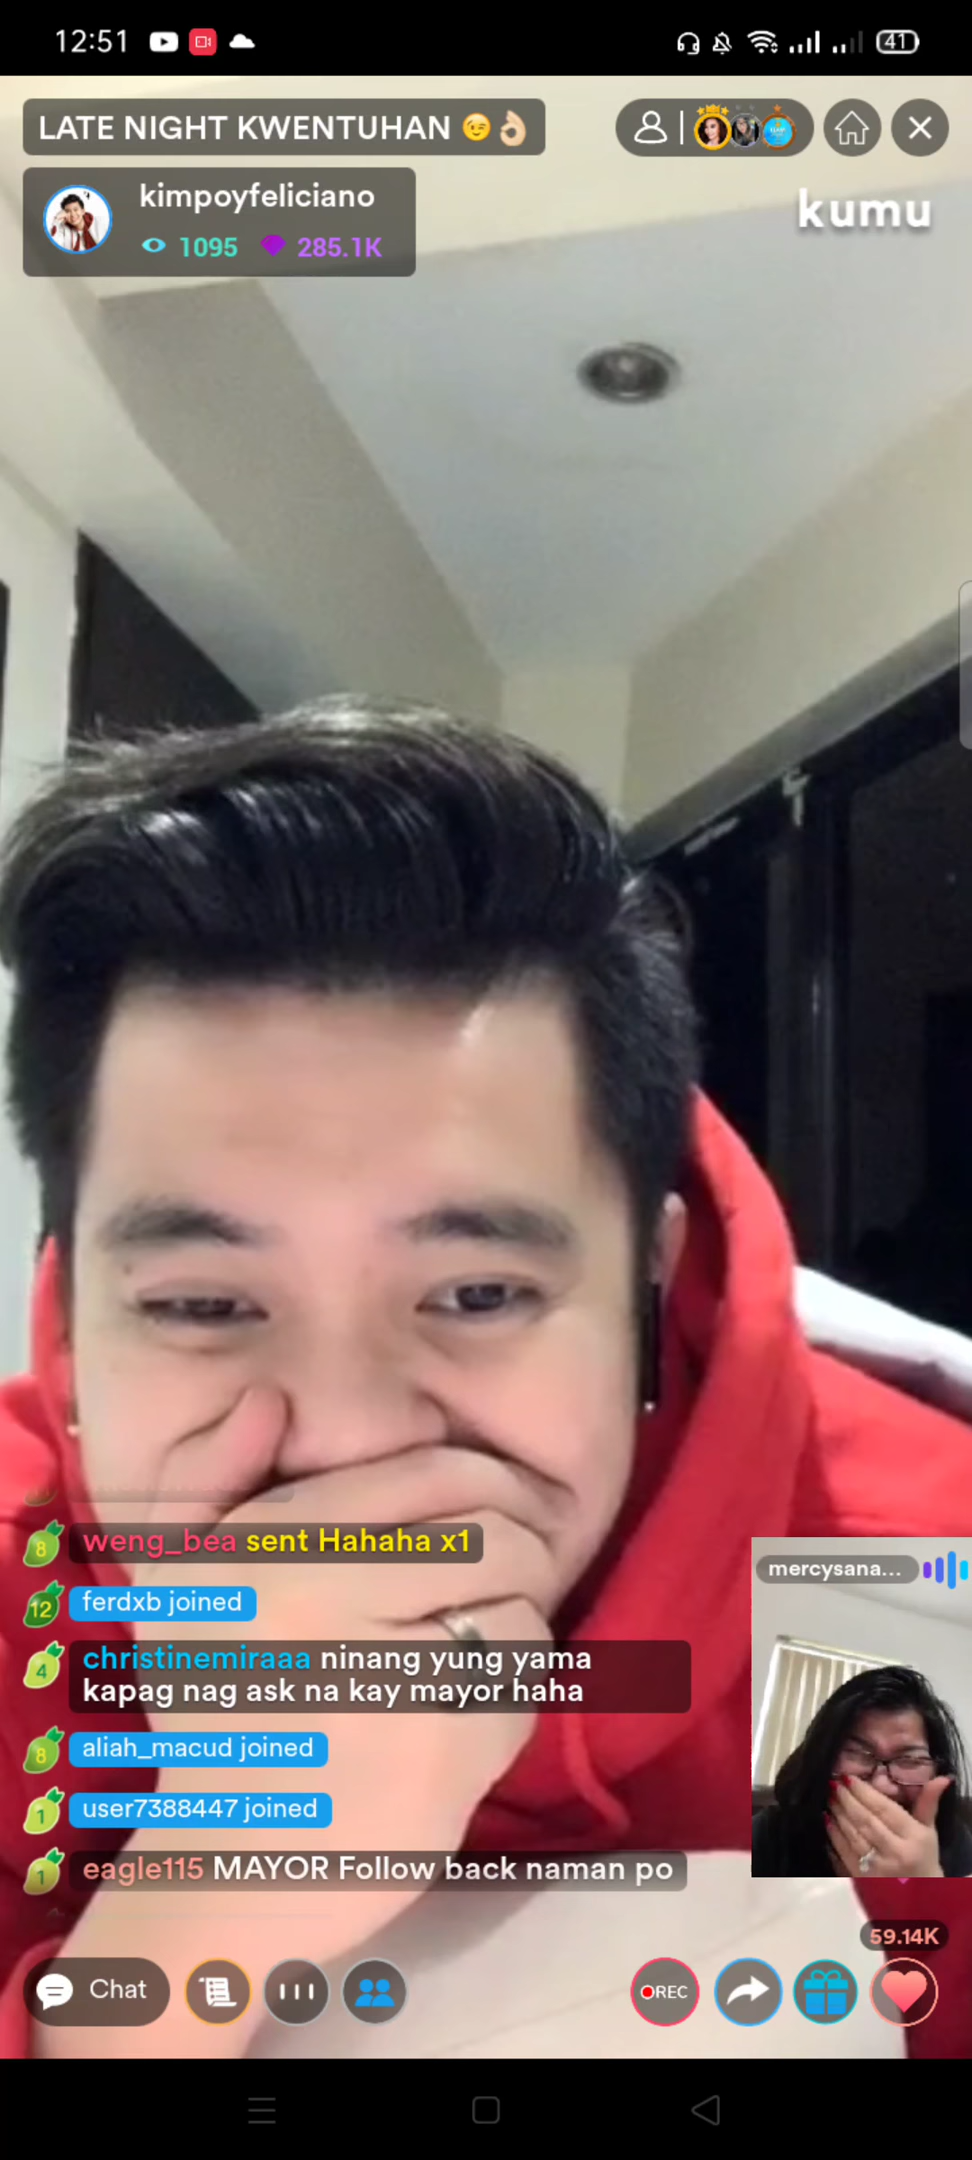 12:51
41
LATE NIGHT KWENTUHAN 😉👌🏼
kimpoyfeliciano
1095 285.1K
kumu
weng_bea sent Hahaha x1
8
ferdxb joined
12
christinemiraaa ninang yung yama
kapag nag ask na kay mayor haha
4
aliah_macud joined
8
user7388447 joined
1
eagle115 MAYOR Follow back naman po
1
mercysana...
59.14K
Chat
REC